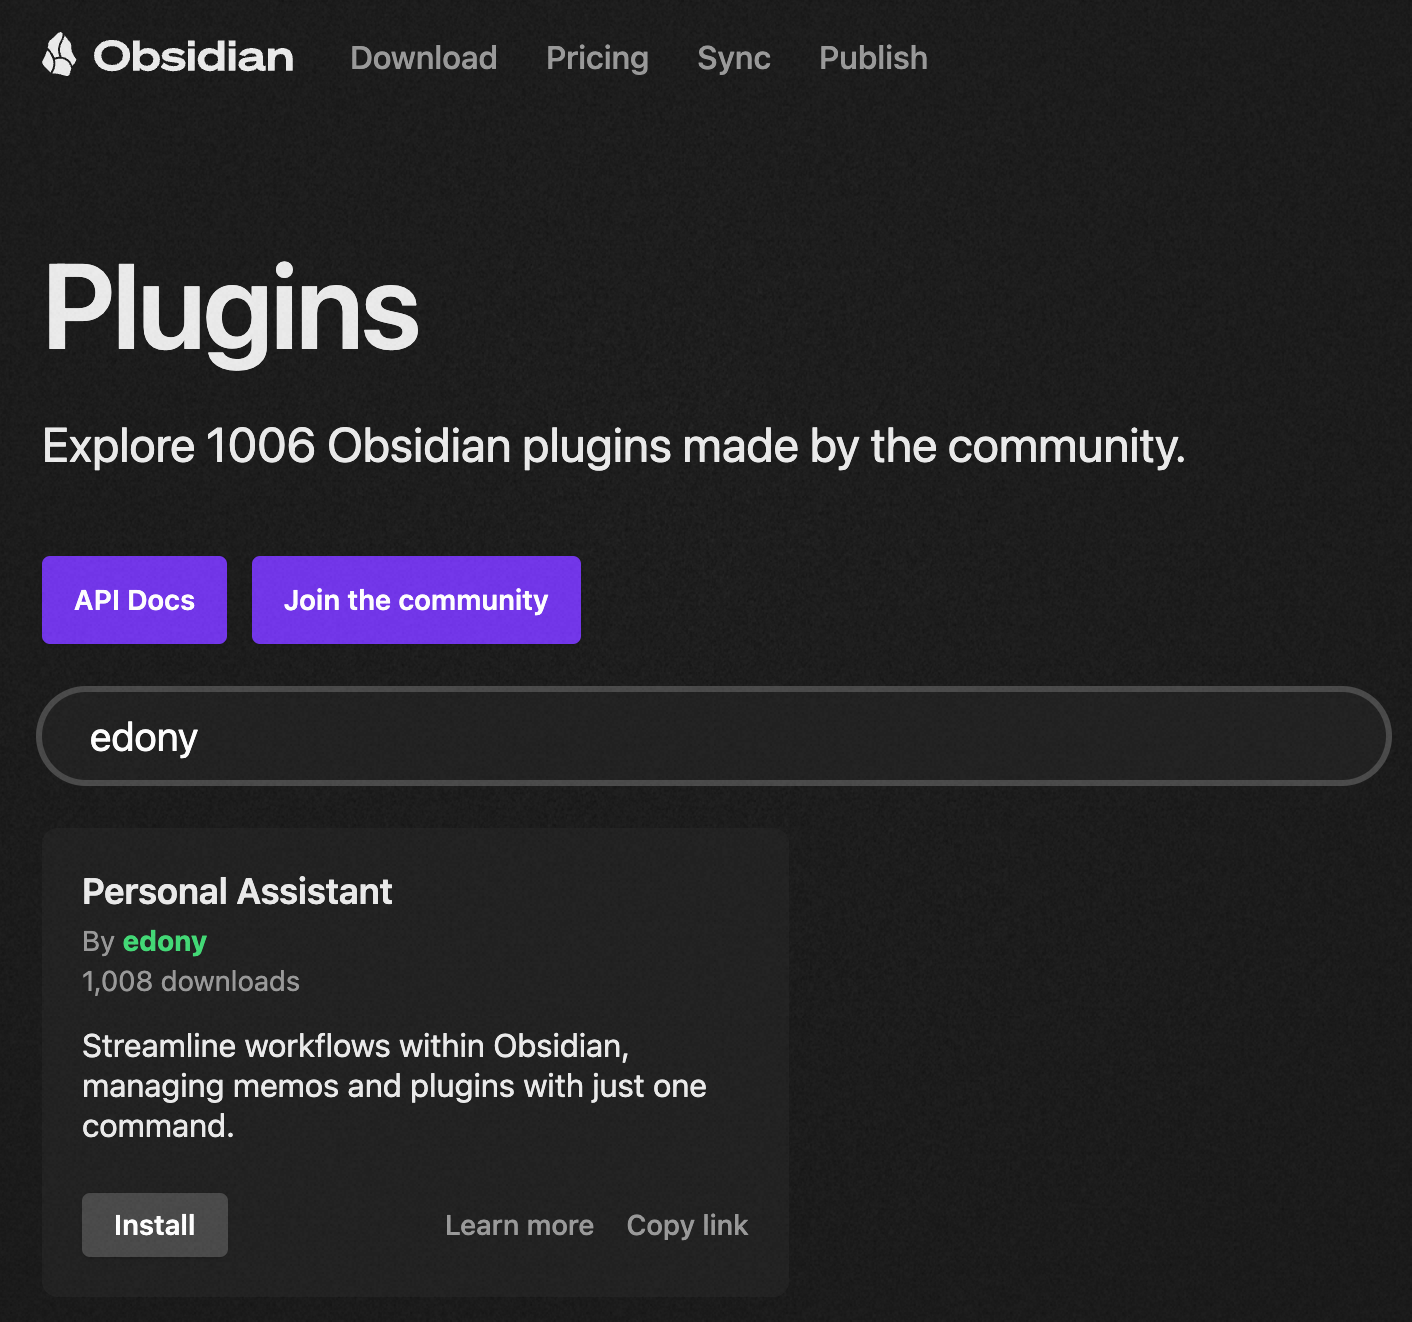 Obsidian Download Pricing Sync Publish
Plugins
Explore 1006 Obsidian plugins made by the community.
API Docs Join the community
edony
Personal Assistant
By edony
1,008 downloads
Streamline workflows within Obsidian,
managing memos and plugins with just one
command.
Install Learn more Copy link